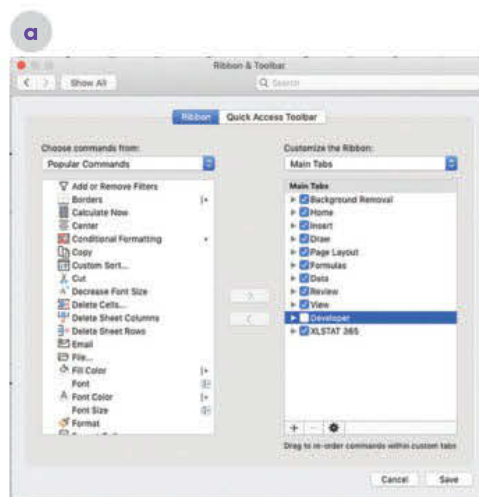 a
Ribbon & Toolbar
Show All
Search
Ribbon
Quick Access Toolbar
Choose commands from:
Popular Commands
Add or Remove Filters
Borders
Calculate Now
Center
Conditional Formatting
Copy
Custom Sort...
Cut
Decrease Font Size
Delete Cells...
Delete Sheet Columns
Delete Sheet Rows
Email
File...
Fill Color
Font
Font Color
Font Size
Format
Customize the Ribbon:
Main Tabs
Main Tabs
Background Removal
Home
Insert
Draw
Page Layout
Formulas
Data
Review
View
Developer
XLSTAT 365
Drag to re-order commands within custom tabs
Cancel
Save